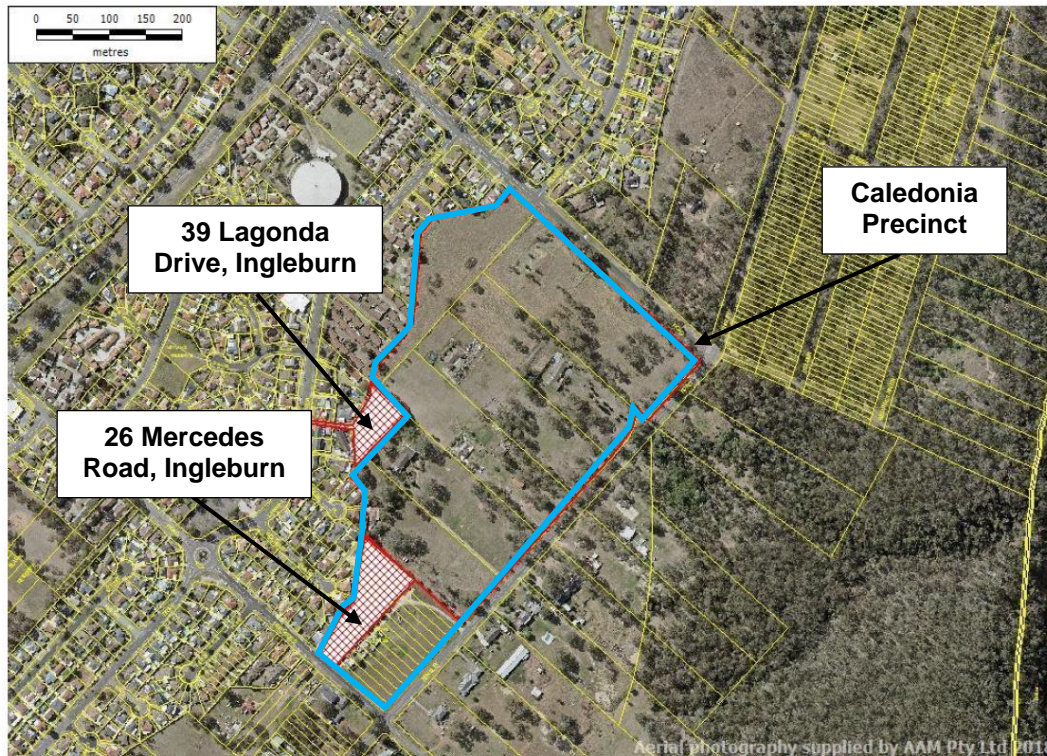 0 50 100 150 200
metres
39 Lagonda
Drive, Ingleburn
Caledonia
Precinct
26 Mercedes
Road, Ingleburn
Aerial photography supplied by AAM Pty Ltd